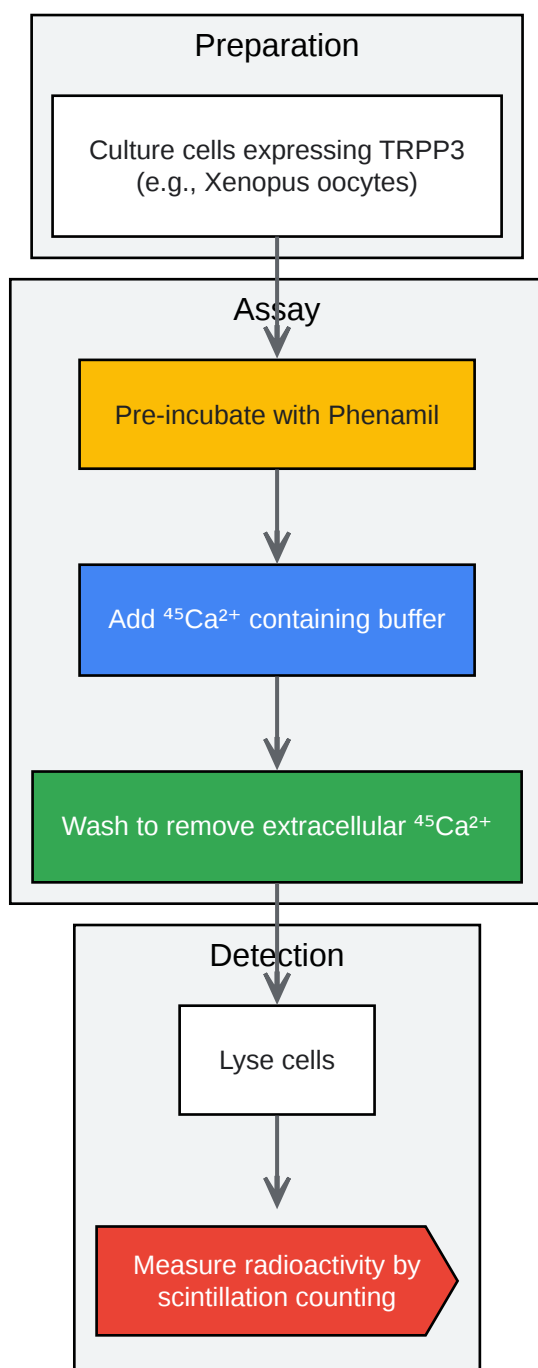 Preparation
Culture cells expressing TRPP3
(e.g., Xenopus oocytes)
Assay
Pre-incubate with Phenamil
Add ⁴⁵Ca²⁺ containing buffer
Wash to remove extracellular ⁴⁵Ca²⁺
Detection
Lyse cells
Measure radioactivity by
scintillation counting